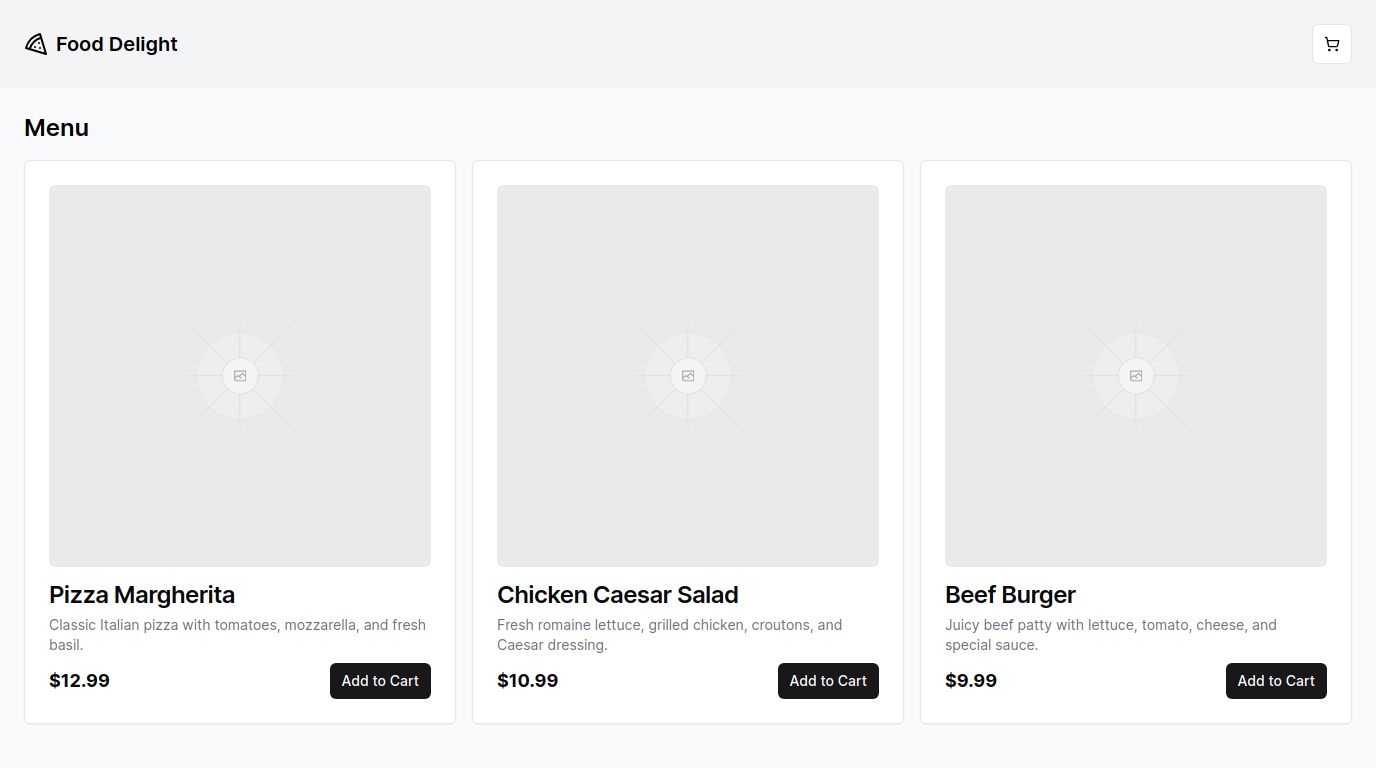 Food Delight
Menu
Pizza Margherita
Classic Italian pizza with tomatoes, mozzarella, and fresh
basil.
$12.99
Add to Cart
Chicken Caesar Salad
Fresh romaine lettuce, grilled chicken, croutons, and
Caesar dressing.
$10.99
Add to Cart
Beef Burger
Juicy beef patty with lettuce, tomato, cheese, and
special sauce.
$9.99
Add to Cart